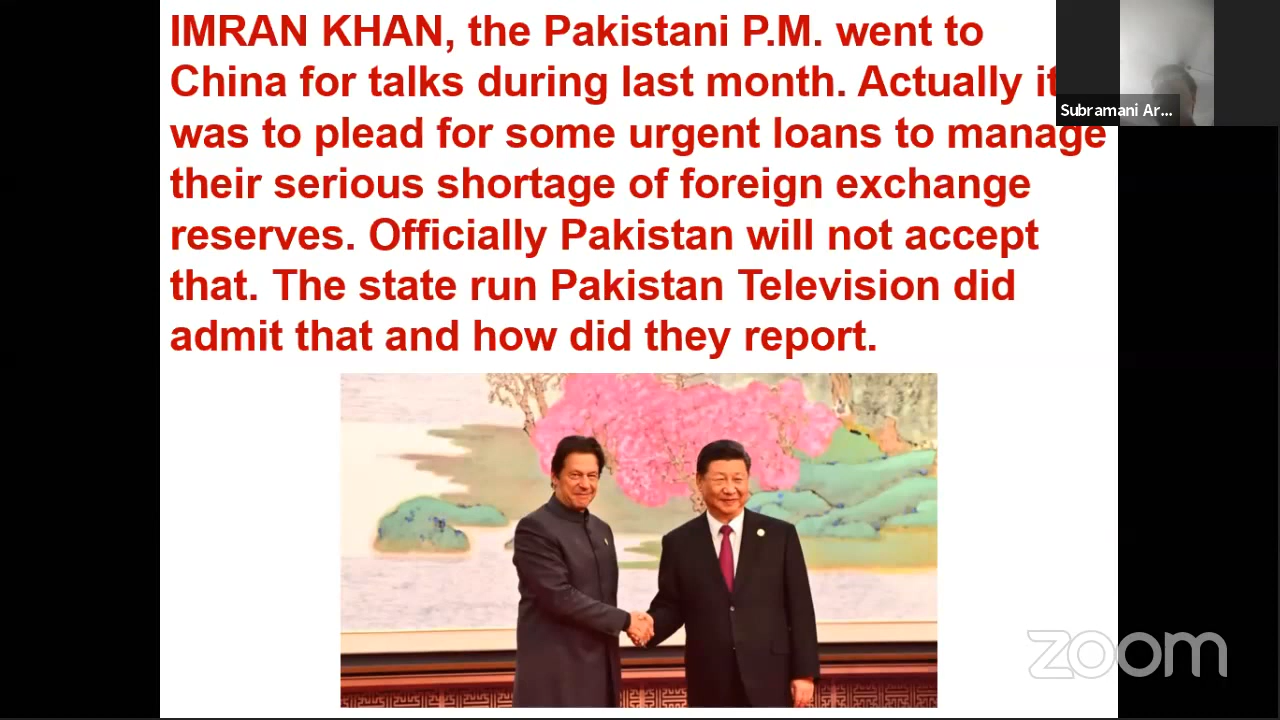 IMRAN KHAN, the Pakistani P.M. went to
China for talks during last month. Actually it
was to plead for some urgent loans to manage
their serious shortage of foreign exchange
reserves. Officially Pakistan will not accept
that. The state run Pakistan Television did
admit that and how did they report.
Subramani Ar...
zoom